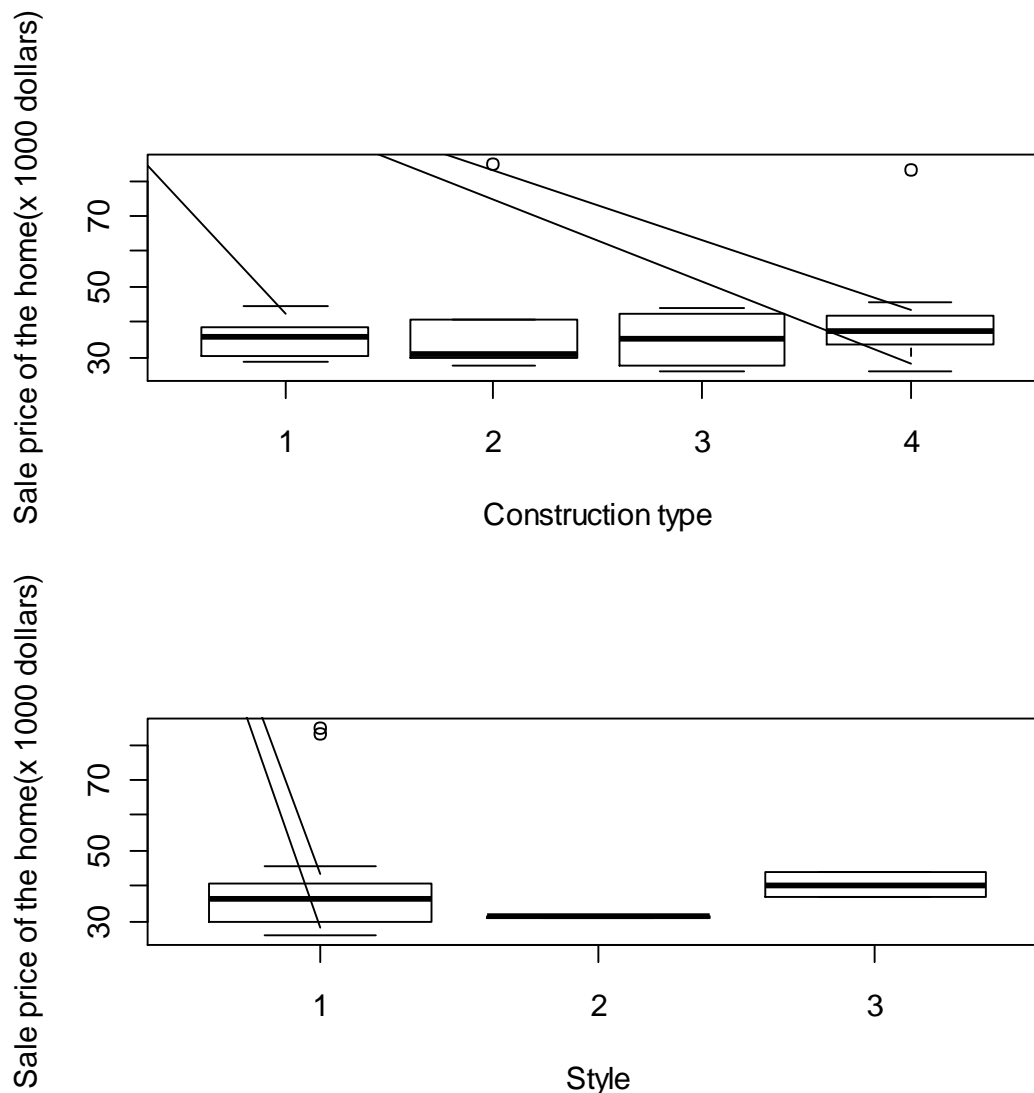 Sale price of the home(x 1000 dollars)
70
50
30
1 2 3 4
Construction type
Sale price of the home(x 1000 dollars)
70
50
30
1 2 3
Style